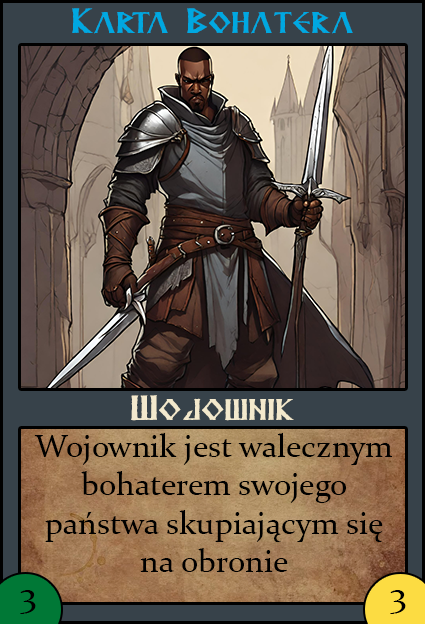 Karta Bohatera
Wojownik
Wojownik jest walecznym
bohaterem swojego
państwa skupiającym się
na obronie
3
3